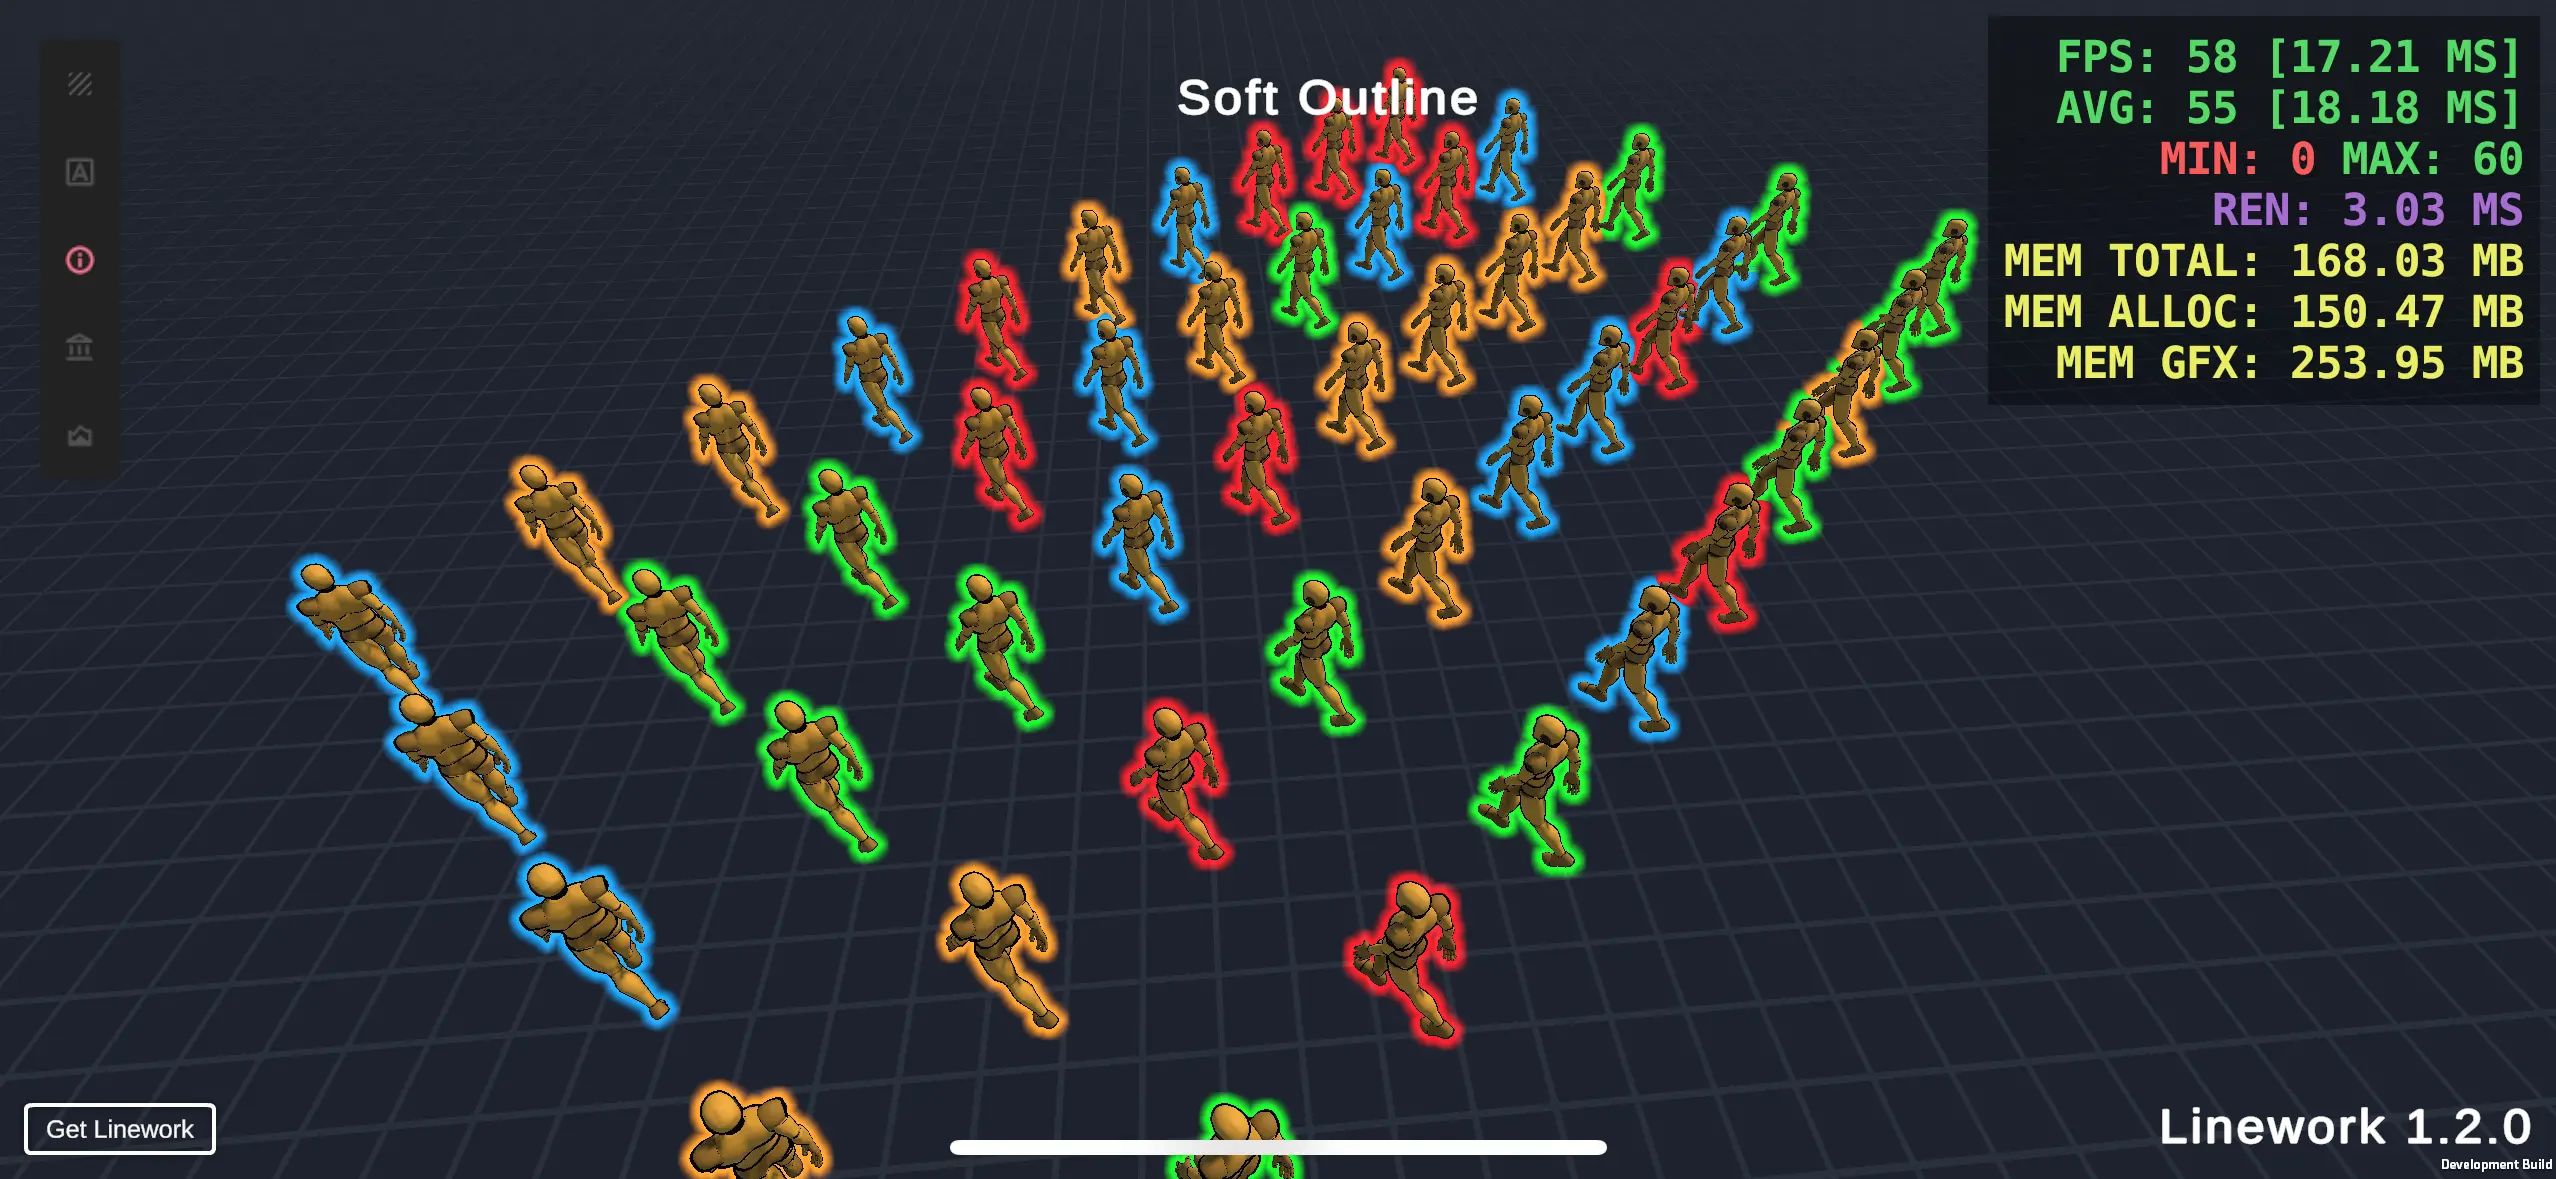 Soft Outline
FPS: 58 [17.21 MS]
AVG: 55 [18.18 MS]
MIN: 0 MAX: 60
REN: 3.03 MS
MEM TOTAL: 168.03 MB
MEM ALLOC: 150.47 MB
MEM GFX: 253.95 MB
A
Get Linework
Linework 1.2.0
Development Build